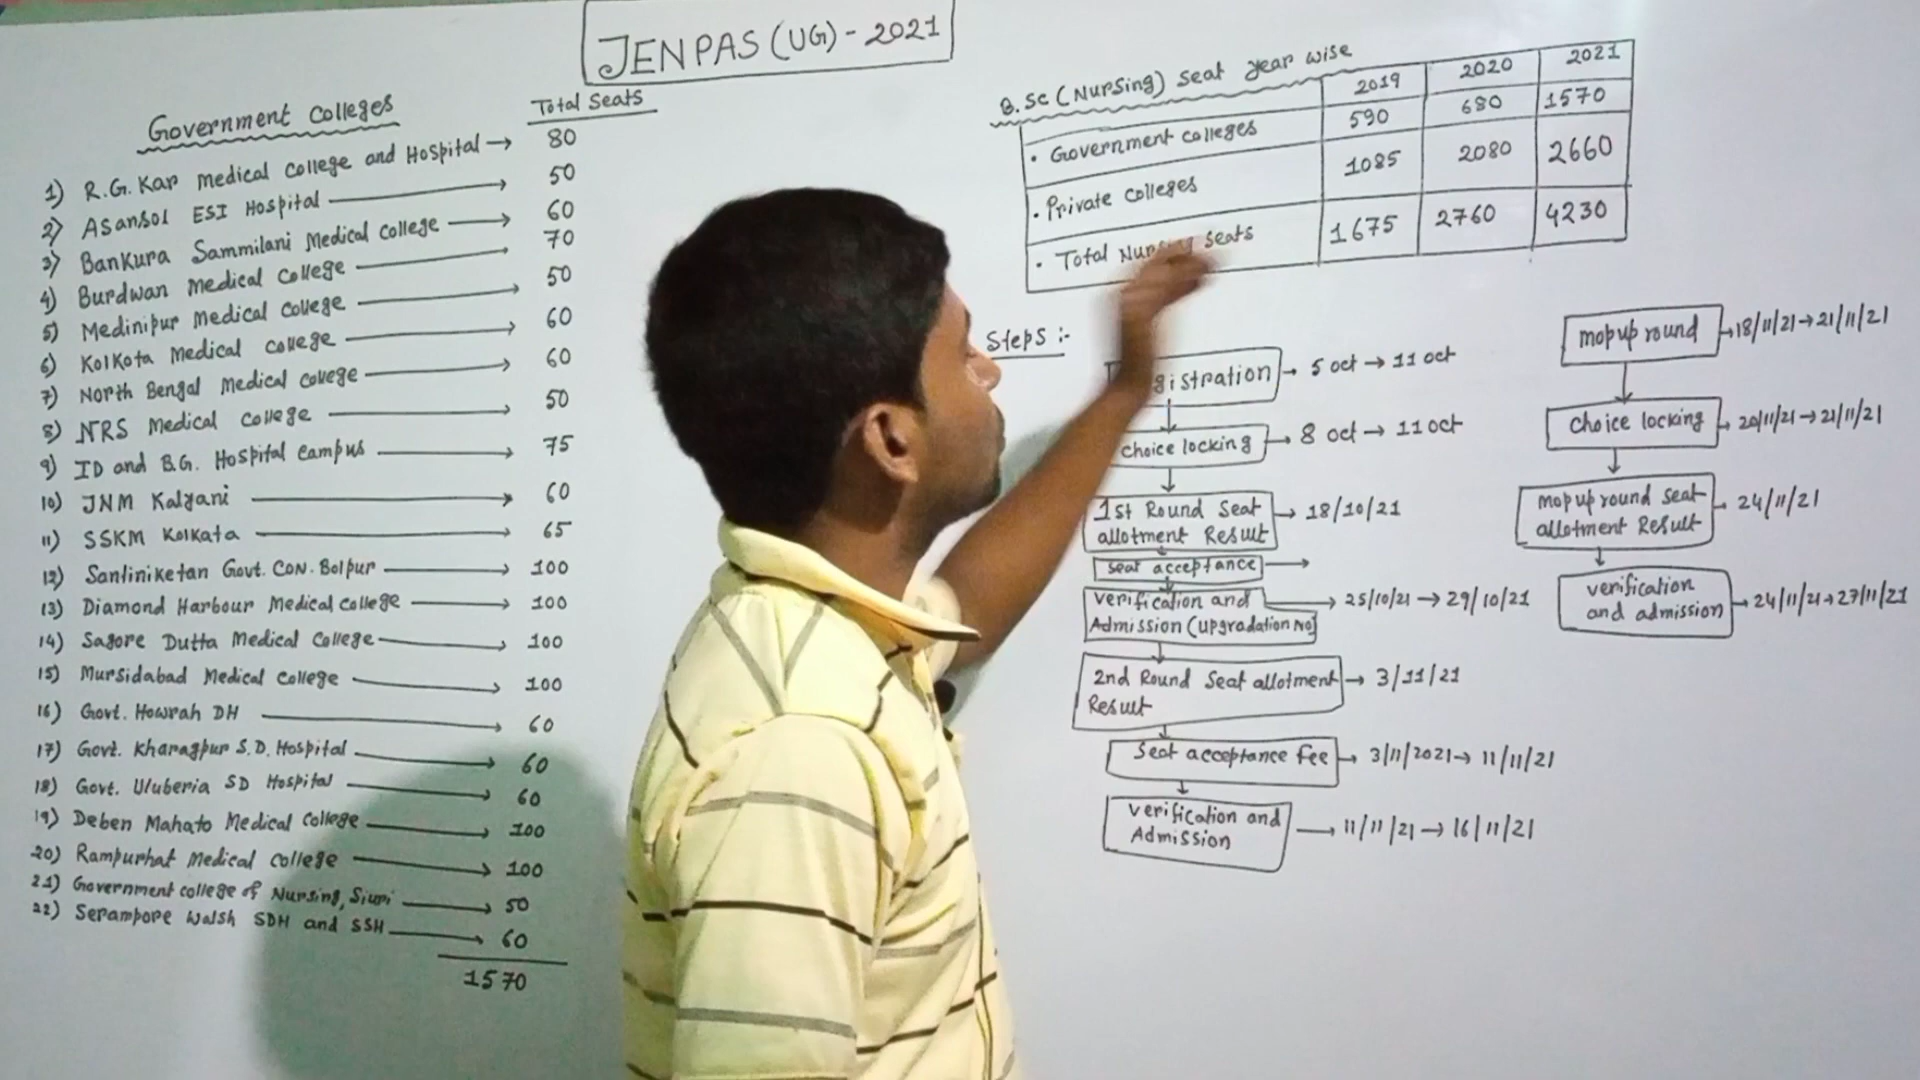 JENPAS (UG) - 2021
Government Colleges
Total Seats
1) R.G. Kar Medical College and Hospital → 80
2) Asansol ESI Hospital → 50
3) Bankura Sammilani Medical College → 60
4) Burdwan Medical College → 70
5) Medinipur Medical College → 50
6) Kolkota Medical College → 60
7) North Bengal Medical College → 60
8) NRS Medical College → 50
9) ID and B.G. Hospital Campus → 75
10) JNM Kalyani → 60
11) SSKM Kolkata → 65
12) Santiniketan Govt. CON. Bolpur → 100
13) Diamond Harbour Medical College → 100
14) Sagore Dutta Medical College → 100
15) Mursidabad Medical College → 100
16) Govt. Howrah DH → 60
17) Govt. Kharagpur S.D. Hospital → 60
18) Govt. Uluberia SD Hospital → 60
19) Deben Mahato Medical College → 100
20) Rampurhat Medical College → 100
21) Government college of Nursing, Siuri → 50
22) Serampore Walsh SDH and SSH → 60
1570
B.Sc (Nursing) Seat year wise
2019 2020 2021
• Government colleges 590 680 1570
• Private Colleges 1085 2080 2660
• Total Seats 1675 2760 4230
Steps :-
→ 5 oct → 11 oct
choice locking → 8 oct → 11 oct
1st Round Seat
allotment Result → 18/10/21
Seat acceptance →
verification and
Admission (upgradation No) → 25/10/21 → 29/10/21
2nd Round Seat allotment
Result → 3/11/21
Seat acceptance Fee → 3/11/2021 → 11/11/21
verification and
Admission → 11/11/21 → 16/11/21
mopup round → 18/11/21 → 21/11/21
Choice locking → 20/11/21 → 21/11/21
mopup round seat
allotment Result → 24/11/21
verification
and admission → 24/11/21 → 27/11/21